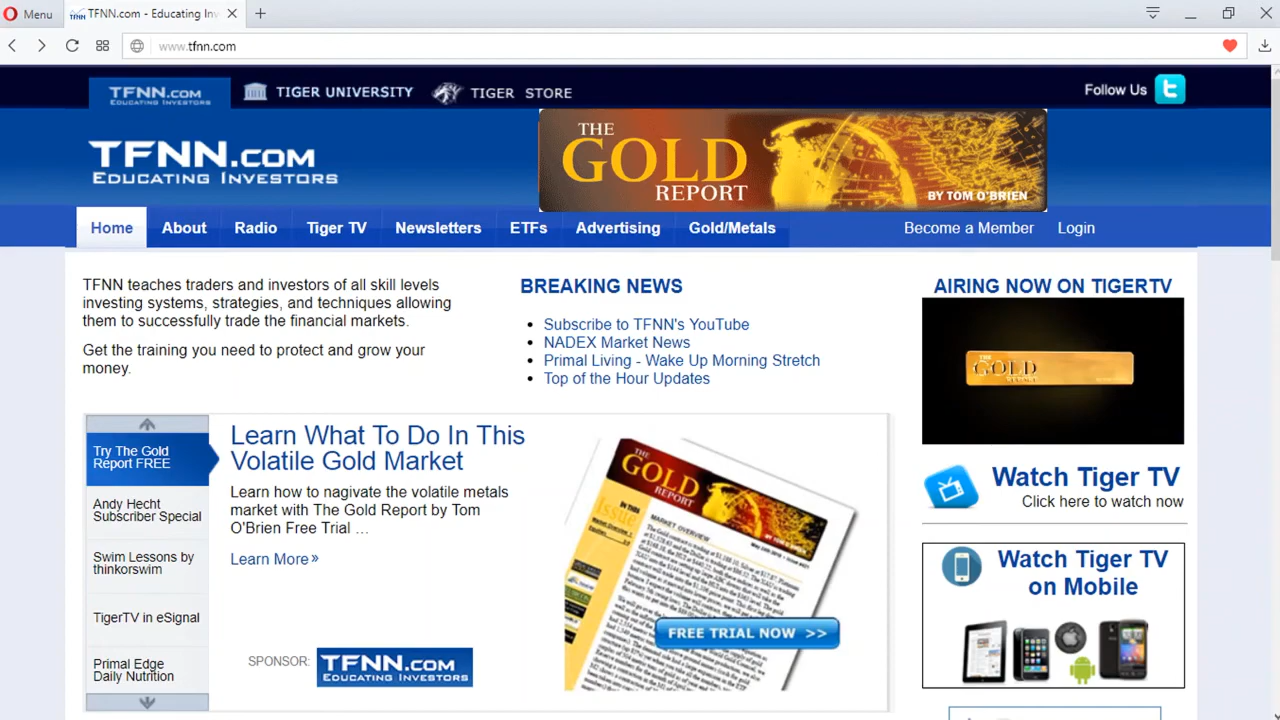 Menu
TFNN.com - Educating Inv
www.tfnn.com
TFNN.COM
EDUCATING INVESTORS
TIGER UNIVERSITY
TIGER STORE
Follow Us
TFNN.COM
EDUCATING INVESTORS
THE
GOLD
REPORT
BY TOM O'BRIEN
Home
About
Radio
Tiger TV
Newsletters
ETFs
Advertising
Gold/Metals
Become a Member
Login
TFNN teaches traders and investors of all skill levels
investing systems, strategies, and techniques allowing
them to successfully trade the financial markets.
Get the training you need to protect and grow your
money.
BREAKING NEWS
Subscribe to TFNN's YouTube
NADEX Market News
Primal Living - Wake Up Morning Stretch
Top of the Hour Updates
AIRING NOW ON TIGERTV
THE
GOLD
REPORT
Watch Tiger TV
Click here to watch now
Watch Tiger TV
on Mobile
Try The Gold
Report FREE
Andy Hecht
Subscriber Special
Swim Lessons by
thinkorswim
TigerTV in eSignal
Primal Edge
Daily Nutrition
Learn What To Do In This
Volatile Gold Market
Learn how to nagivate the volatile metals
market with The Gold Report by Tom
O'Brien Free Trial …
Learn More »
SPONSOR:
TFNN.COM
EDUCATING INVESTORS
THE
GOLD
REPORT
IN THIS
Issue
MARKET OVERVIEW
FREE TRIAL NOW >>